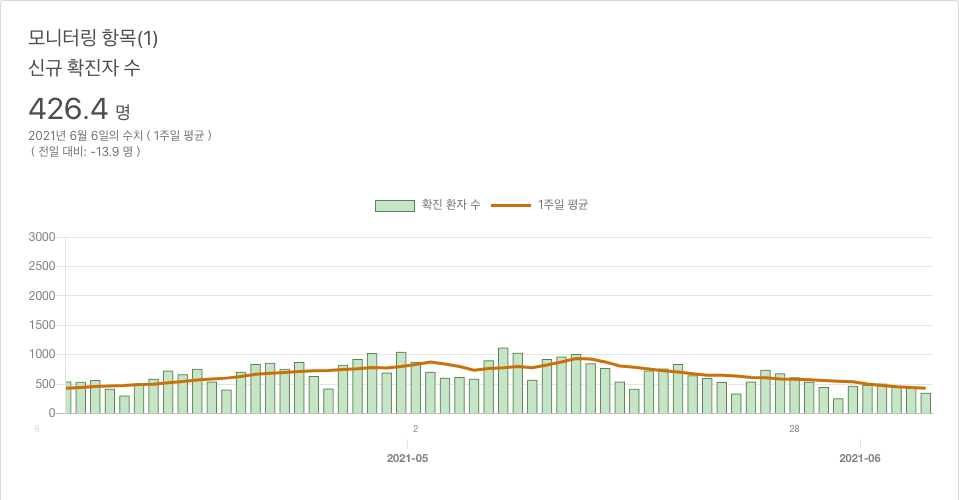 모니터링 항목(1)
신규 확진자 수
426.4 명
2021년 6월 6일의 수치 ( 1주일 평균 )
( 전일 대비: -13.9 명 )
확진 환자 수 1주일 평균
3000
2500
2000
1500
1000
500
0
6 2 28
2021-05 2021-06